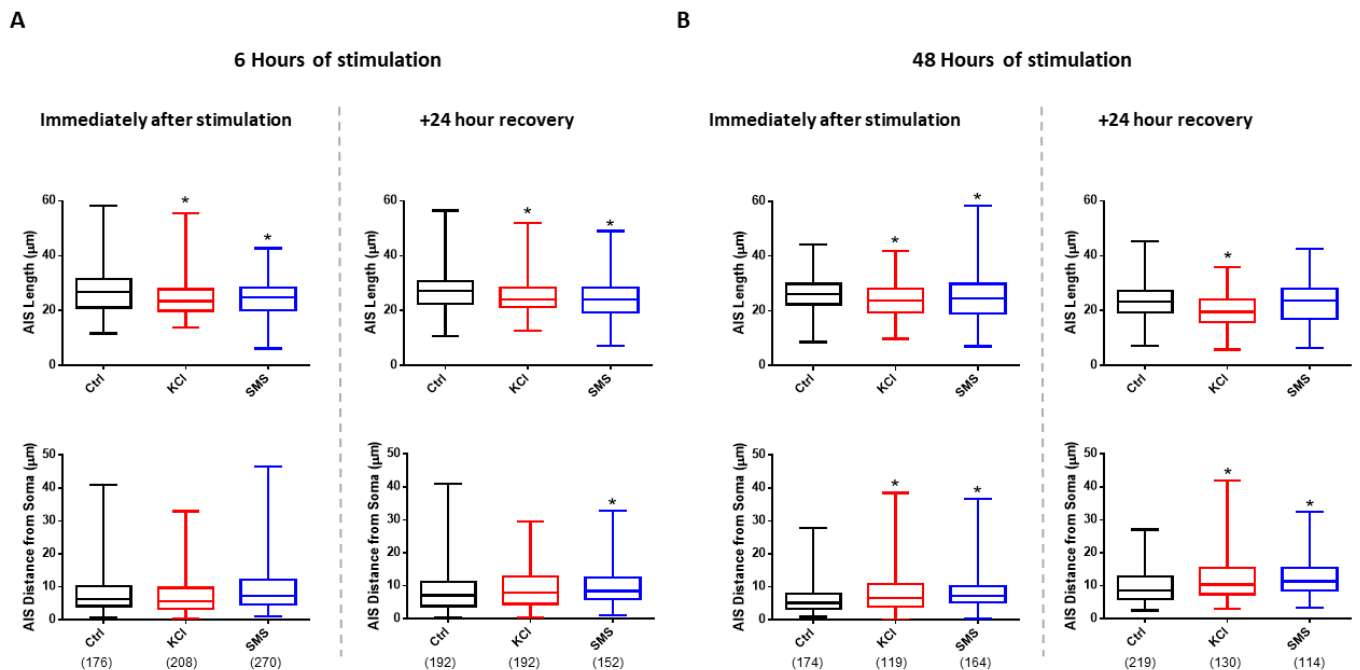 A
B
6 Hours of stimulation
48 Hours of stimulation
Immediately after stimulation
+24 hour recovery
Immediately after stimulation
+24 hour recovery
AIS Length (μm)
60
40
20
0
*
*
Ctrl
KCl
SMS
AIS Length (μm)
60
40
20
0
*
*
Ctrl
KCl
SMS
AIS Length (μm)
60
40
20
0
*
*
Ctrl
KCl
SMS
AIS Length (μm)
60
40
20
0
*
Ctrl
KCl
SMS
AIS Distance from Soma (μm)
50
40
30
20
10
0
Ctrl
KCl
SMS
(176)
(208)
(270)
AIS Distance from Soma (μm)
50
40
30
20
10
0
*
Ctrl
KCl
SMS
(192)
(192)
(152)
AIS Distance from Soma (μm)
50
40
30
20
10
0
*
*
Ctrl
KCl
SMS
(174)
(119)
(164)
AIS Distance from Soma (μm)
50
40
30
20
10
0
*
*
Ctrl
KCl
SMS
(219)
(130)
(114)